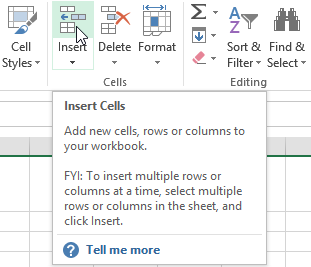 Cell Styles
Insert
Delete
Format
Sort & Filter
Find & Select
Cells
Editing
Insert Cells
Add new cells, rows or columns to
your workbook.
FYI: To insert multiple rows or
columns at a time, select multiple
rows or columns in the sheet, and
click Insert.
Tell me more